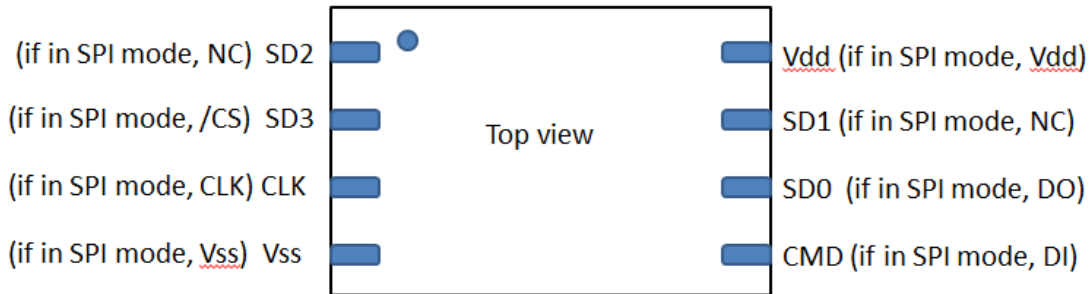 (if in SPI mode, NC) SD2
Vdd (if in SPI mode, Vdd)
(if in SPI mode, /CS) SD3
SD1 (if in SPI mode, NC)
Top view
(if in SPI mode, CLK) CLK
SD0 (if in SPI mode, DO)
(if in SPI mode, Vss) Vss
CMD (if in SPI mode, DI)